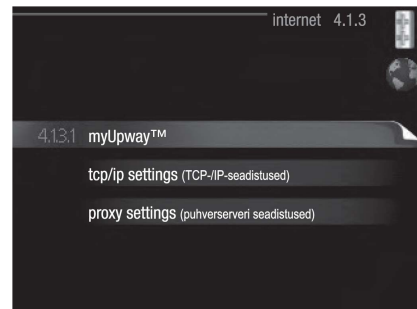 internet 4.1.3
4.1.3.1 myUpway™
tcp/ip settings (TCP-/IP-seadistused)
proxy settings (puhverserveri seadistused)